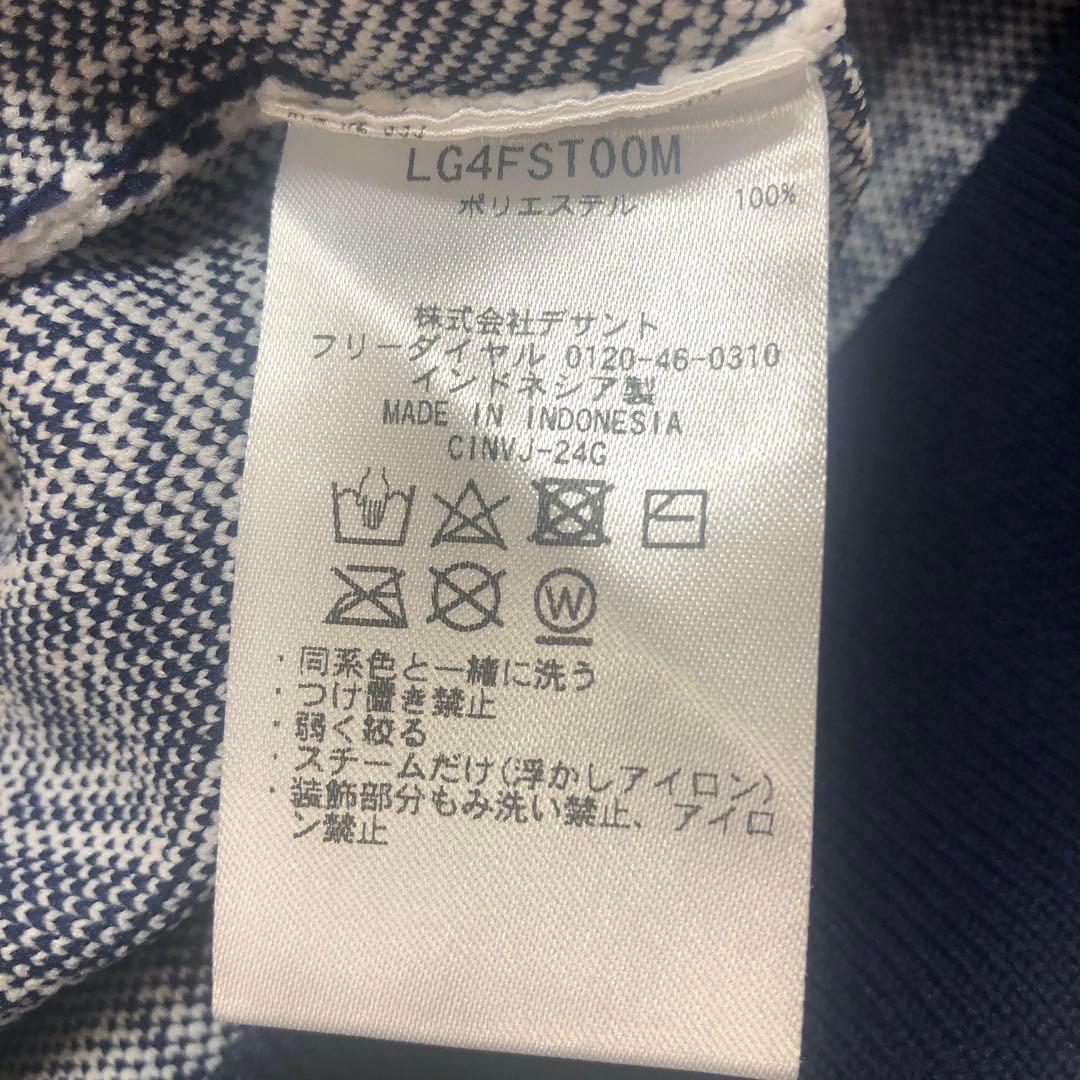 LG4FST00M
ポリエステル 100%
株式会社デサント
フリーダイヤル 0120-46-0310
インドネシア製
MADE IN INDONESIA
CINVJ-24G
W
・同系色と一緒に洗う
・つけ置き禁止
・弱く絞る
・スチームだけ(浮かしアイロン)
・装飾部分もみ洗い禁止、アイロ
ン禁止